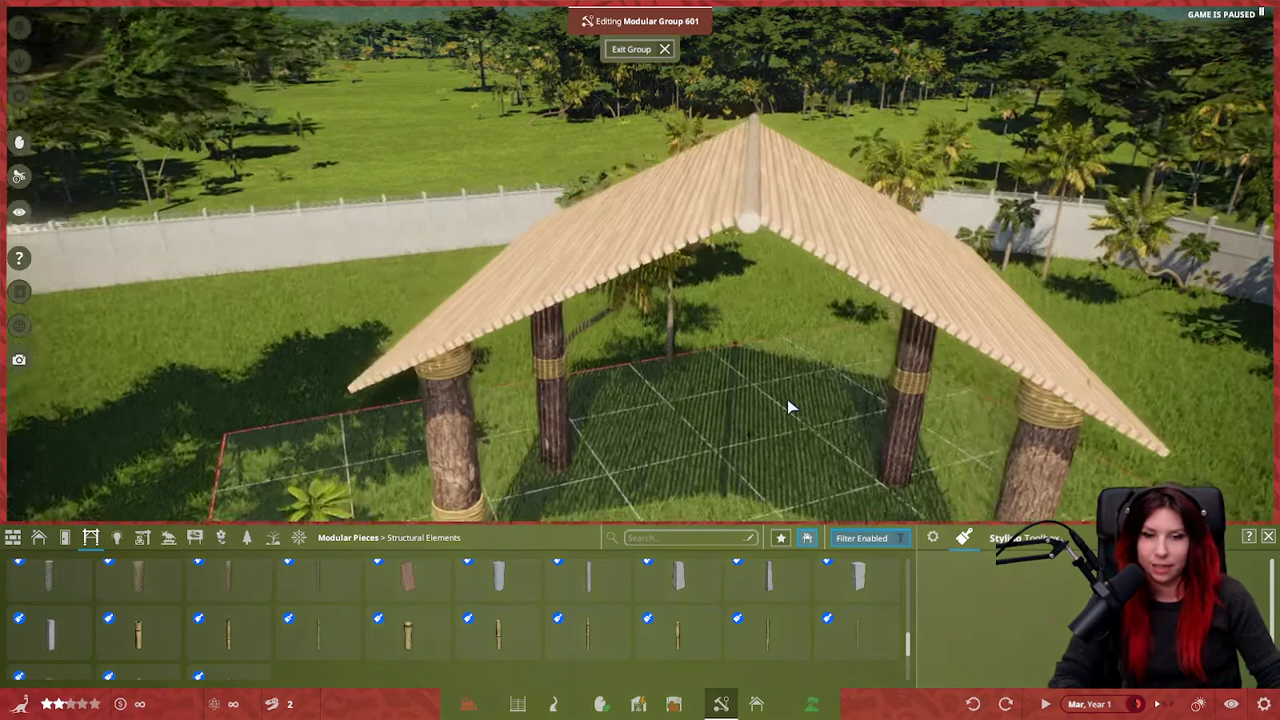 Editing Modular Group 601
GAME IS PAUSED
Exit Group
Modular Pieces > Structural Elements
Search...
Filter Enabled
Toolbox
2
Mar, Year 1